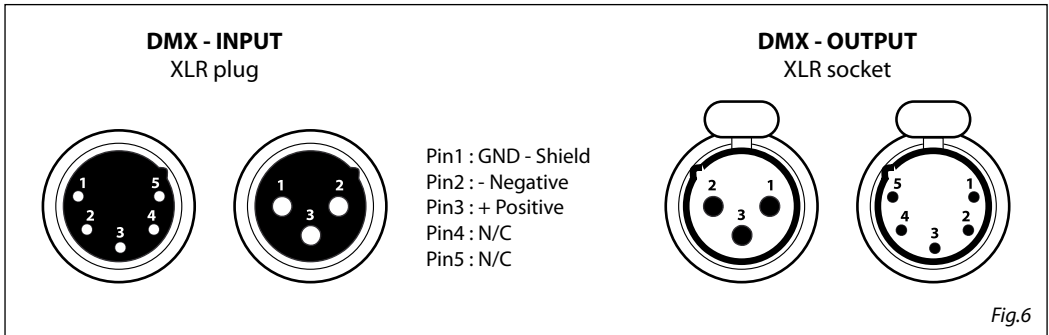 DMX - INPUT
XLR plug
1 5
2 4
3
1 2
3
Pin1 : GND - Shield
Pin2 : - Negative
Pin3 : + Positive
Pin4 : N/C
Pin5 : N/C
DMX - OUTPUT
XLR socket
2 1
3
5 1
4 2
3
Fig.6